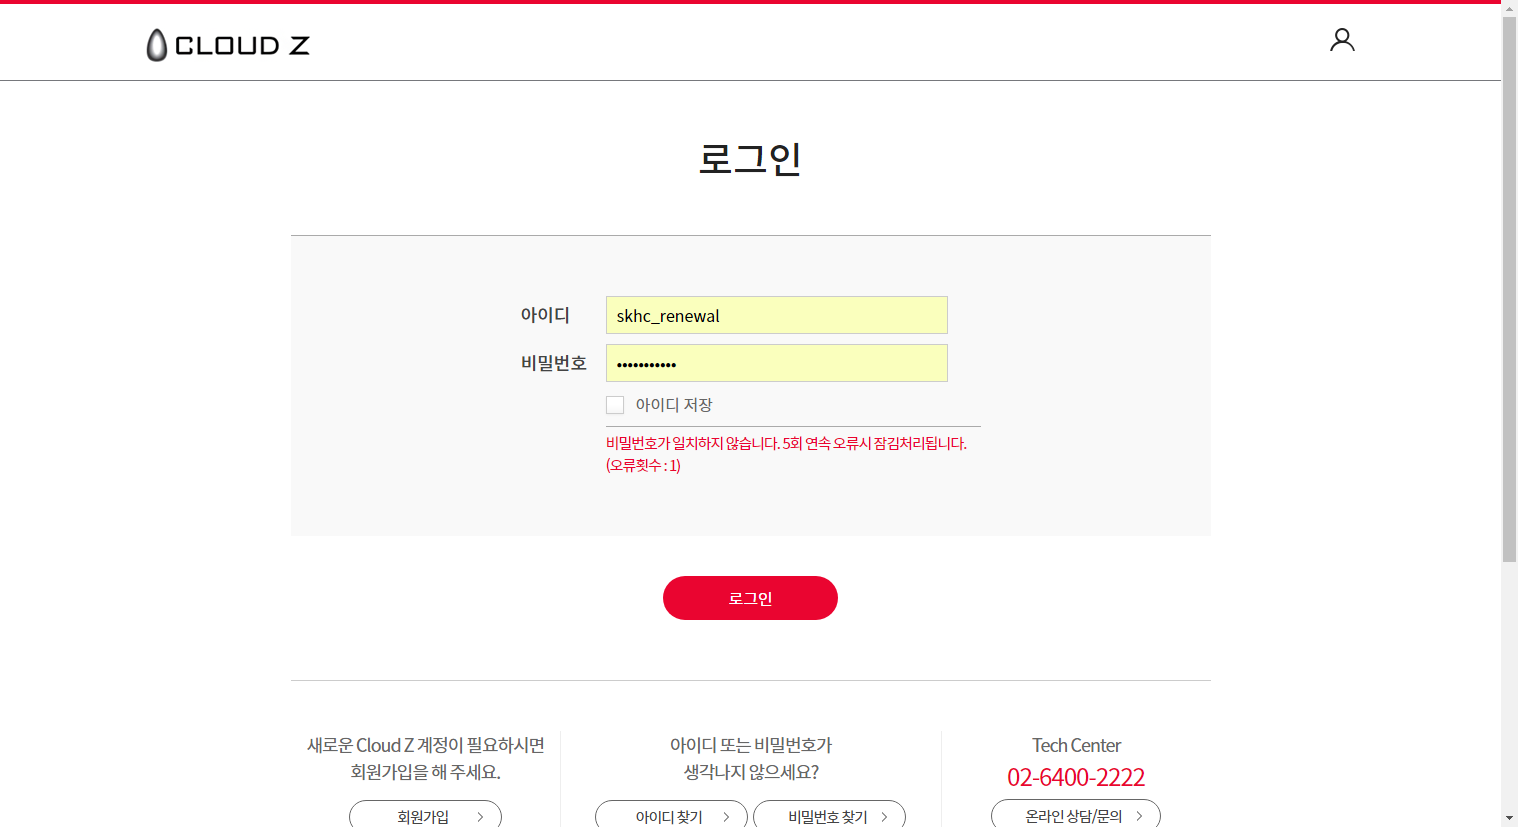 CLOUD Z
로그인
아이디
skhc_renewal
비밀번호
•••••••••••
아이디 저장
비밀번호가 일치하지 않습니다. 5회 연속 오류시 잠김처리됩니다.
(오류횟수 : 1)
로그인
새로운 Cloud Z 계정이 필요하시면
회원가입을 해 주세요.
회원가입
아이디 또는 비밀번호가
생각나지 않으세요?
아이디 찾기
비밀번호 찾기
Tech Center
02-6400-2222
온라인 상담/문의